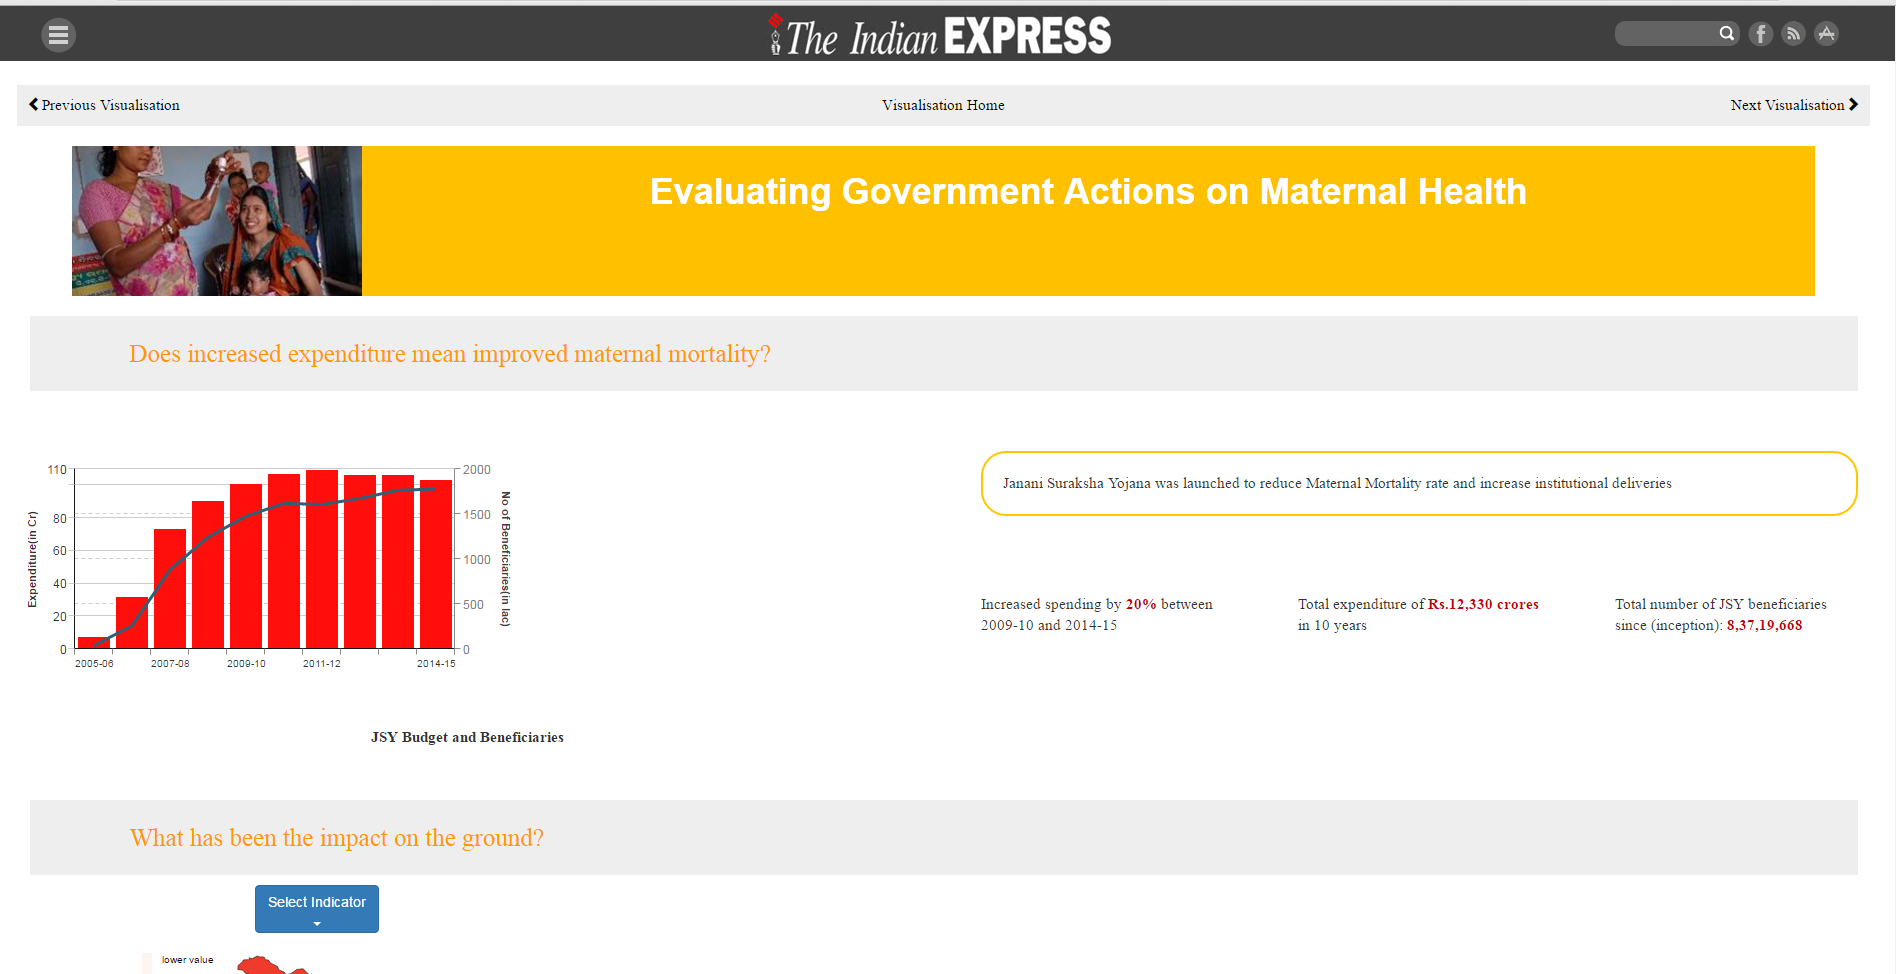 The Indian EXPRESS
Previous Visualisation
Visualisation Home
Next Visualisation
Evaluating Government Actions on Maternal Health
Does increased expenditure mean improved maternal mortality?
110
80
60
40
20
0
Expenditure(in Cr)
2000
1500
1000
500
0
No of Beneficiaries(in lac)
2005-06
2007-08
2009-10
2011-12
2014-15
JSY Budget and Beneficiaries
Janani Suraksha Yojana was launched to reduce Maternal Mortality rate and increase institutional deliveries
Increased spending by 20% between
2009-10 and 2014-15
Total expenditure of Rs.12,330 crores
in 10 years
Total number of JSY beneficiaries
since (inception): 8,37,19,668
What has been the impact on the ground?
Select Indicator
lower value